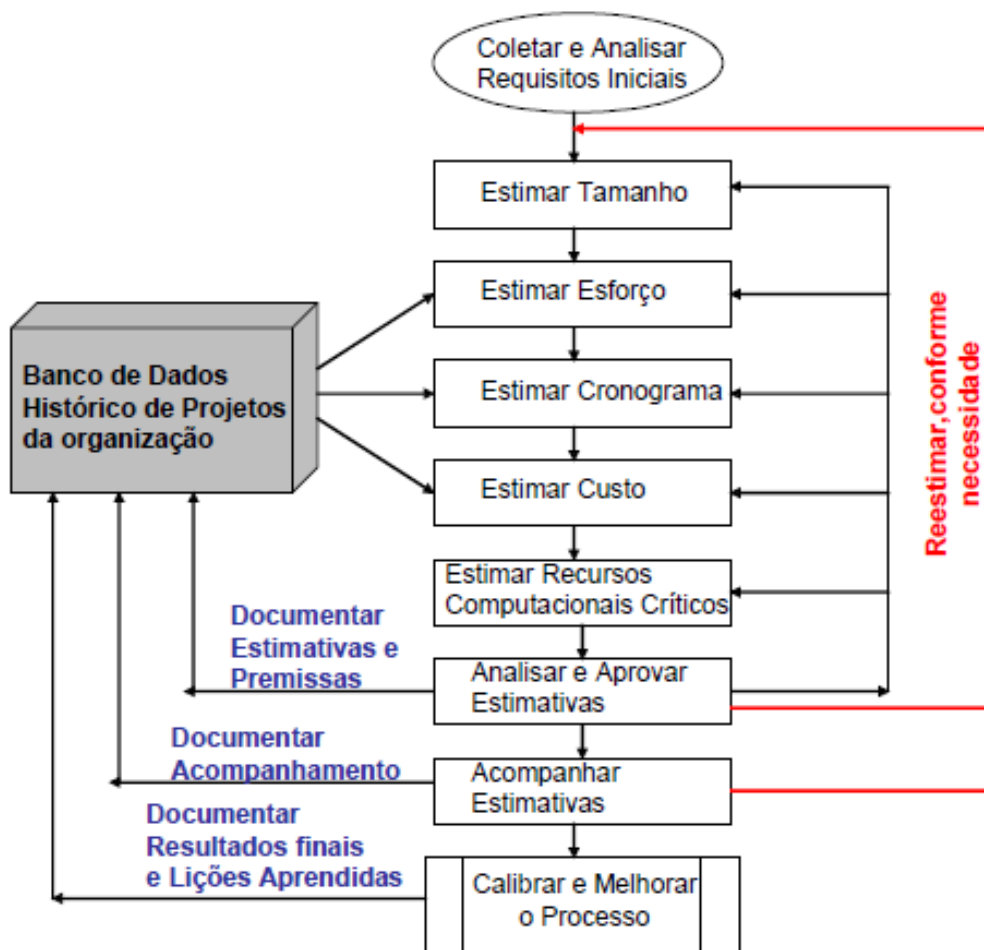 Coletar e Analisar
Requisitos Iniciais
Estimar Tamanho
Estimar Esforço
Banco de Dados
Histórico de Projetos
da organização
Estimar Cronograma
Estimar Custo
Reestimar,conforme
necessidade
Estimar Recursos
Computacionais Críticos
Documentar
Estimativas e
Premissas
Analisar e Aprovar
Estimativas
Documentar
Acompanhamento
Acompanhar
Estimativas
Documentar
Resultados finais
e Lições Aprendidas
Calibrar e Melhorar
o Processo